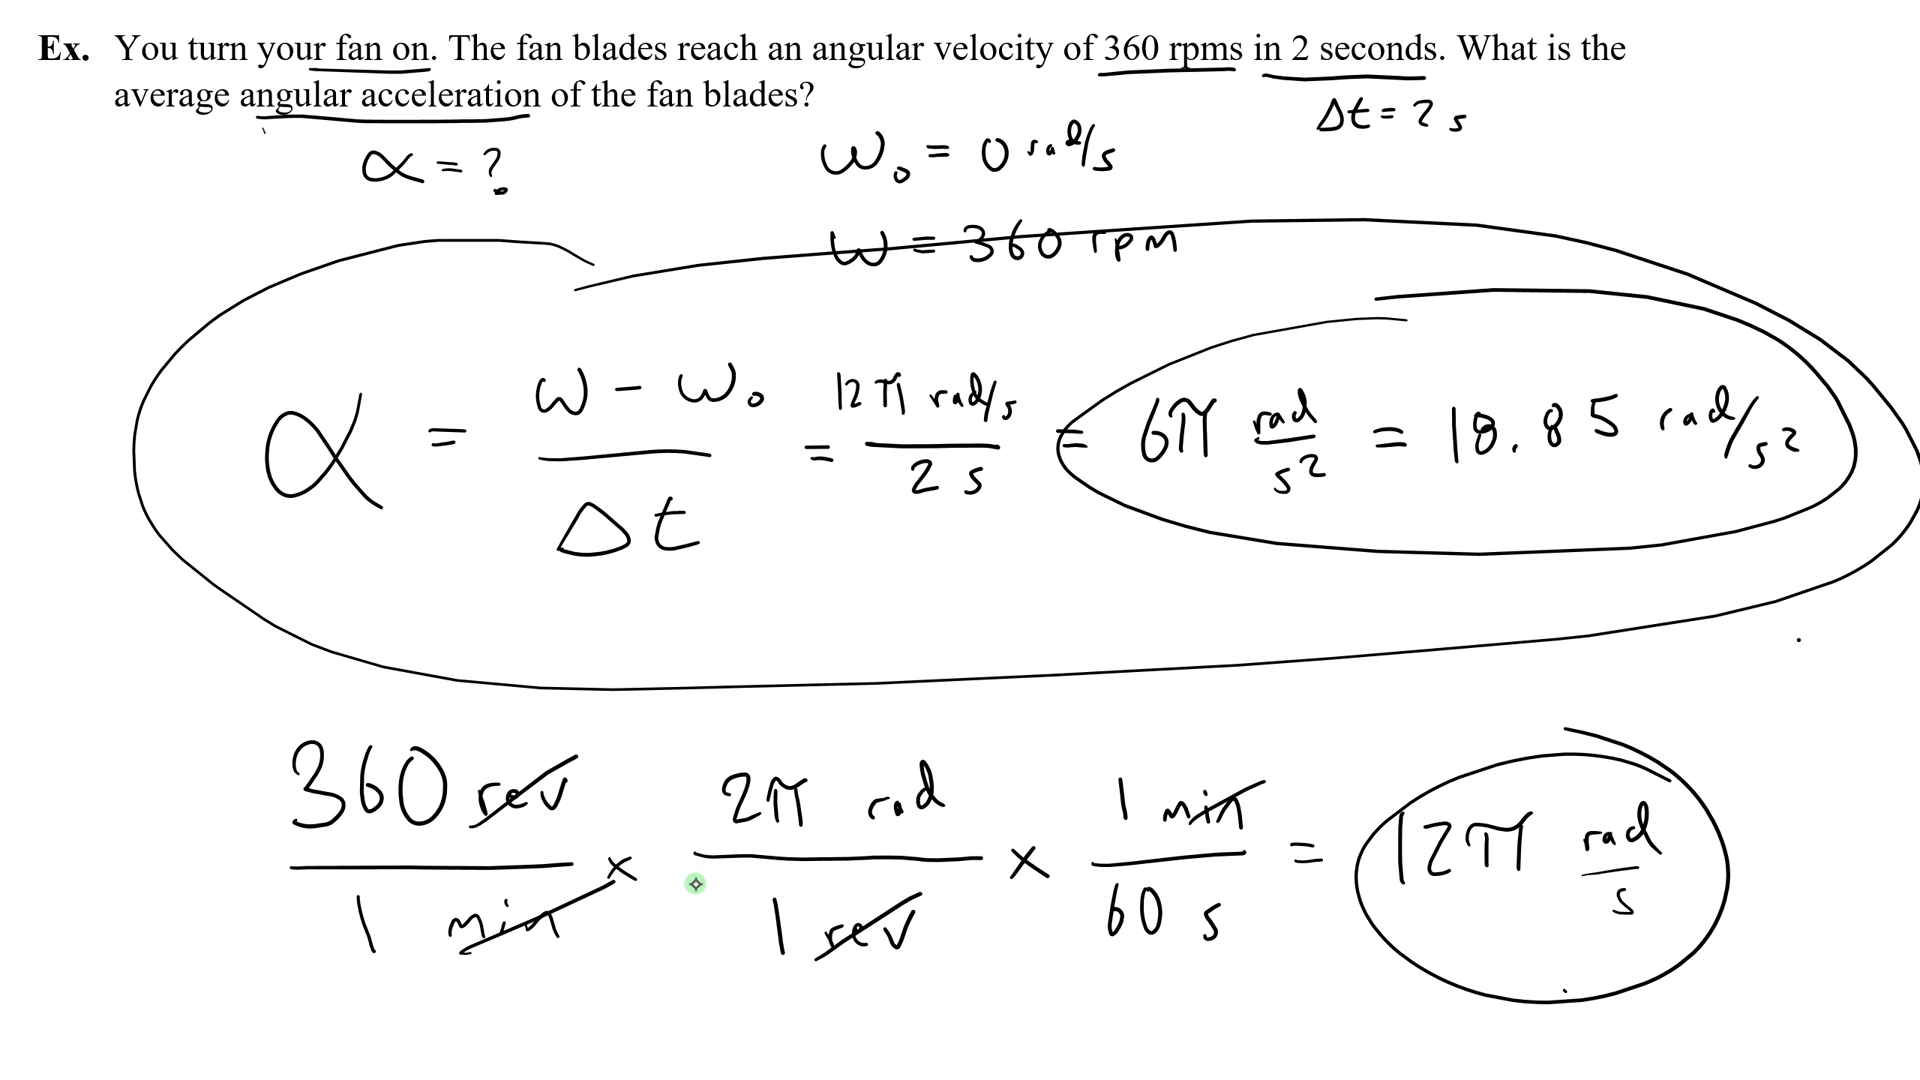 Ex. You turn your fan on. The fan blades reach an angular velocity of 360 rpms in 2 seconds. What is the
average angular acceleration of the fan blades?
Δt = 2 s
α = ?
ω₀ = 0 rad/s
ω = 360 rpm
α = (ω - ω₀)/Δt = (12π rad/s)/(2 s) = 6π rad/s² = 18.85 rad/s²
360 rev/1 min × 2π rad/1 rev × 1 min/60 s = 12π rad/s